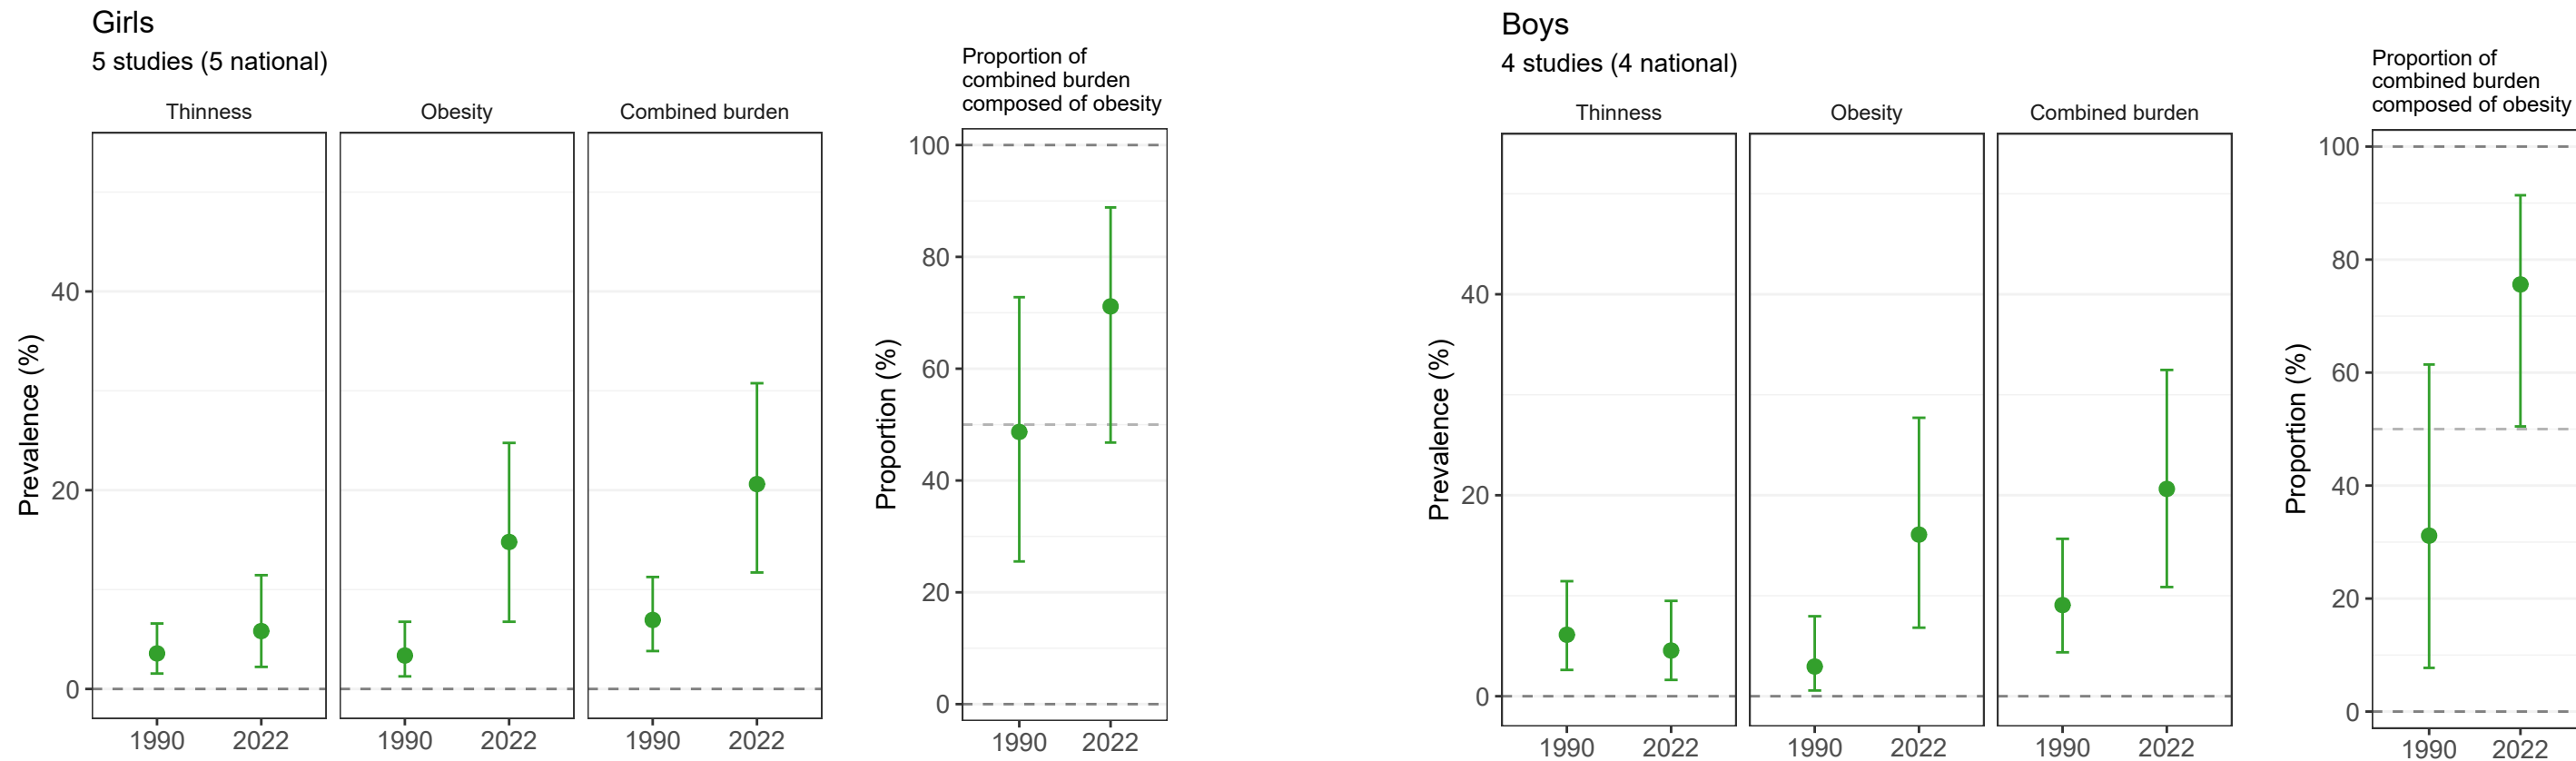 Girls
5 studies (5 national)
Thinness
Obesity
Combined burden
Prevalence (%)
40
20
0
1990
2022
1990
2022
1990
2022
Proportion of
combined burden
composed of obesity
Proportion (%)
100
80
60
40
20
0
1990
2022
Boys
4 studies (4 national)
Thinness
Obesity
Combined burden
Prevalence (%)
40
20
0
1990
2022
1990
2022
1990
2022
Proportion of
combined burden
composed of obesity
Proportion (%)
100
80
60
40
20
0
1990
2022